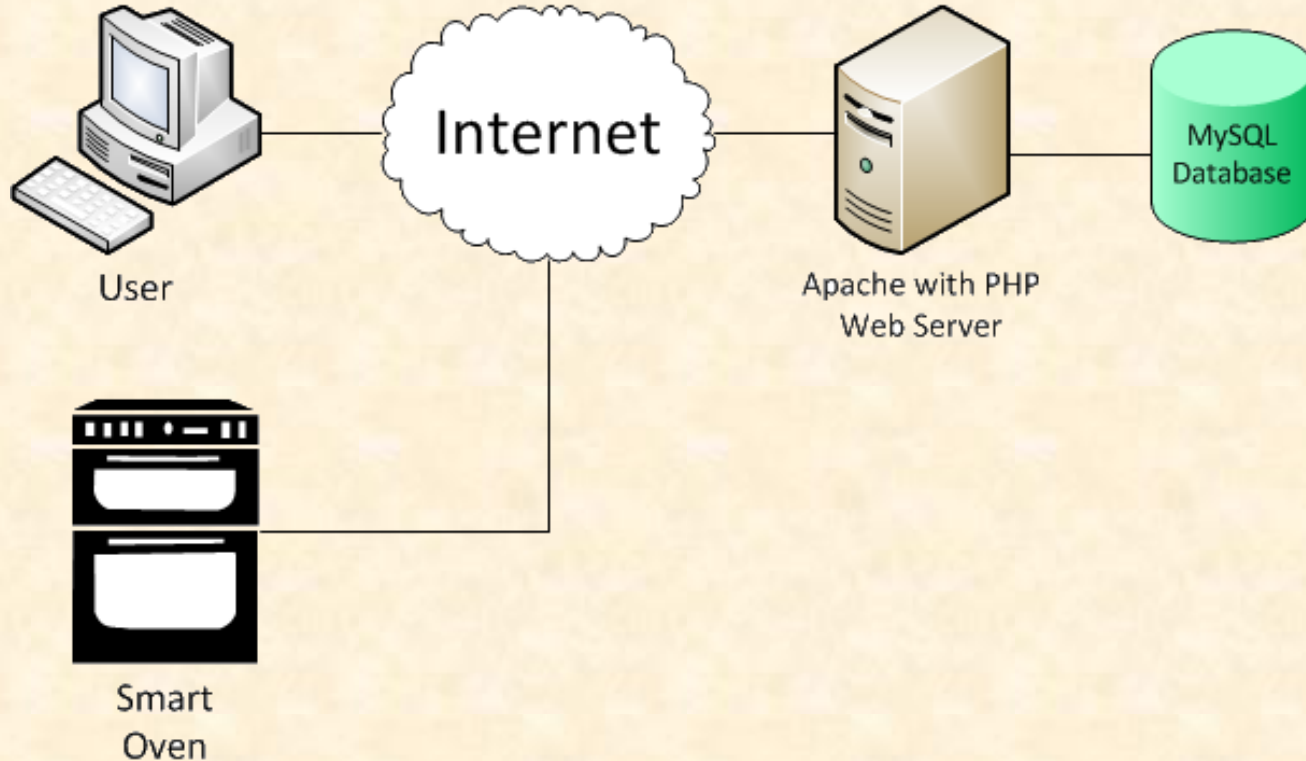 Internet
MySQL
Database
User
Apache with PHP
Web Server
Smart
Oven